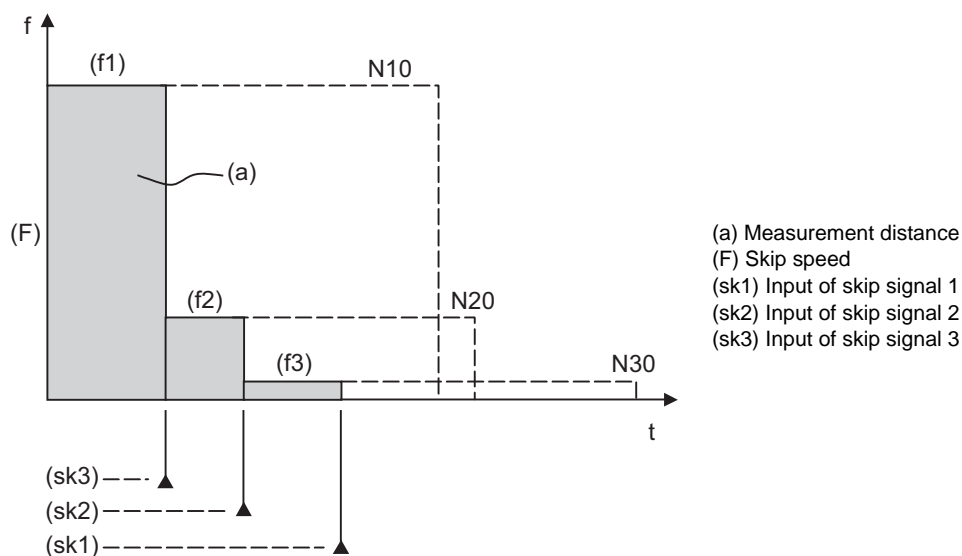 f
(f1)
N10
(a)
(F)
(f2)
N20
(f3)
N30
t
(sk3)
(sk2)
(sk1)
(a) Measurement distance
(F) Skip speed
(sk1) Input of skip signal 1
(sk2) Input of skip signal 2
(sk3) Input of skip signal 3